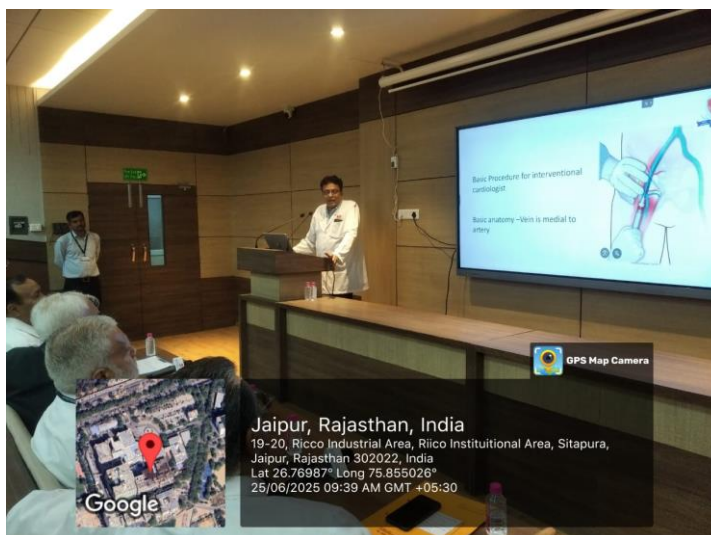 Basic Procedure for interventional
cardiologist
Basic anatomy –Vein is medial to
artery
GPS Map Camera
Jaipur, Rajasthan, India
19-20, Ricco Industrial Area, Riico Instituitional Area, Sitapura,
Jaipur, Rajasthan 302022, India
Lat 26.76987° Long 75.855026°
25/06/2025 09:39 AM GMT +05:30
Google